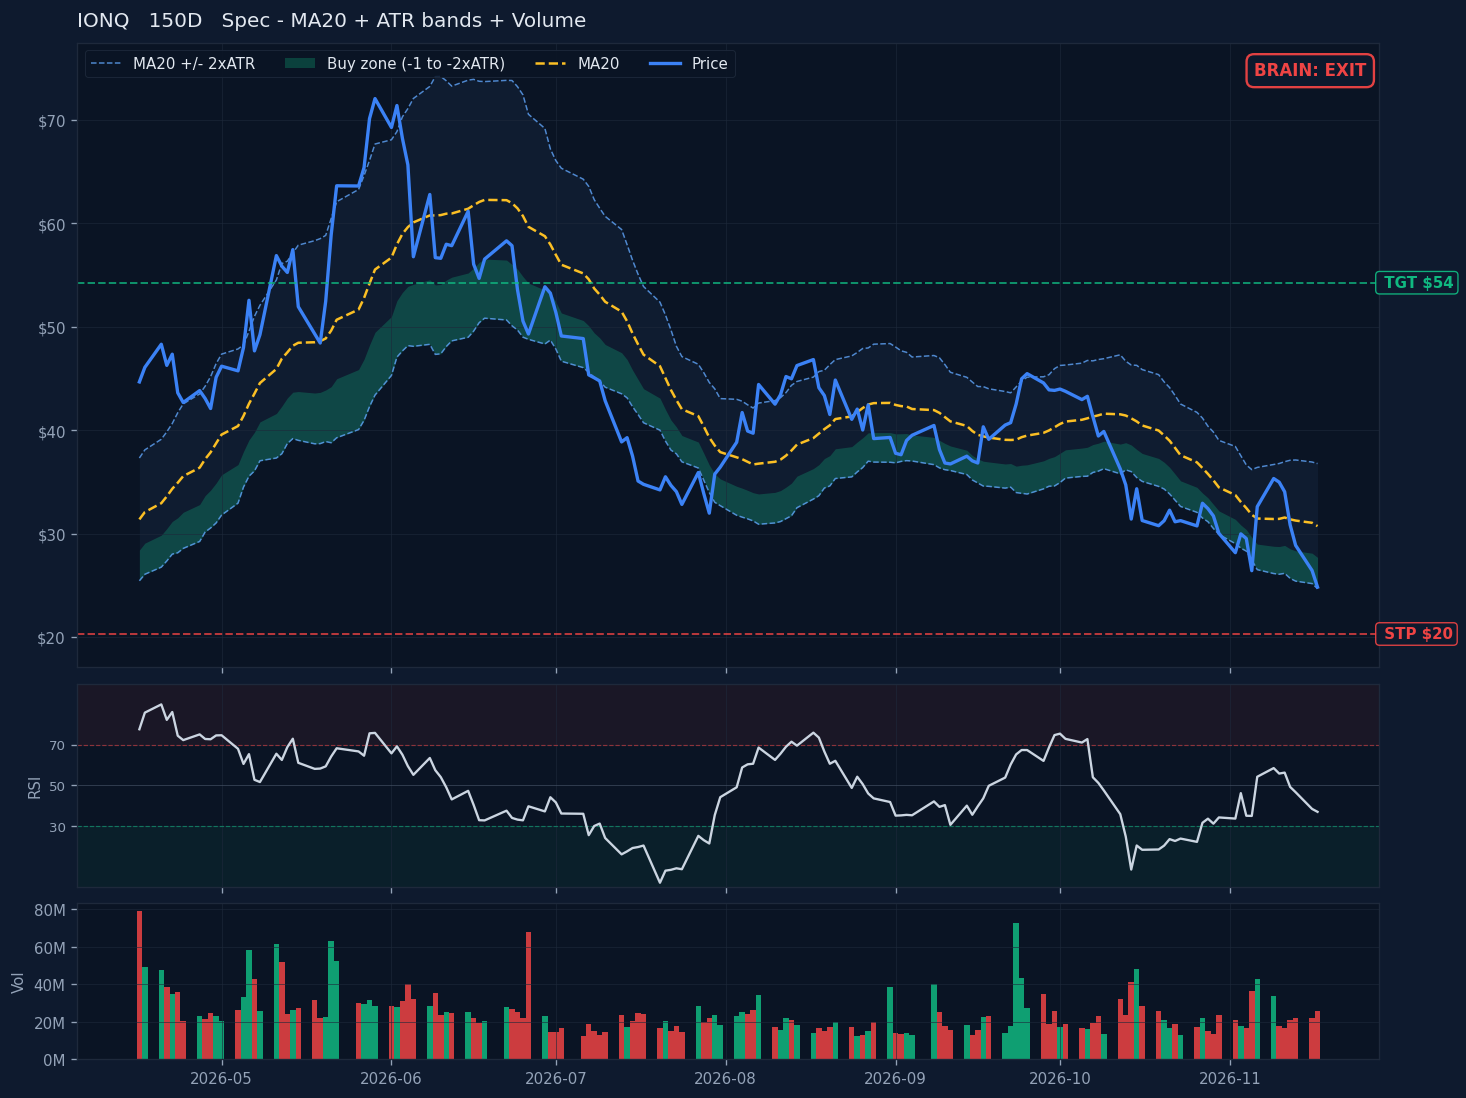 IONQ   150D   Spec - MA20 + ATR bands + Volume
MA20 +/- 2xATR   Buy zone (-1 to -2xATR)   MA20   Price
BRAIN: EXIT
$70
$60
TGT $54
$50
$40
$30
$20
STP $20
RSI
70
50
30
Vol
80M
60M
40M
20M
0M
2026-05   2026-06   2026-07   2026-08   2026-09   2026-10   2026-11